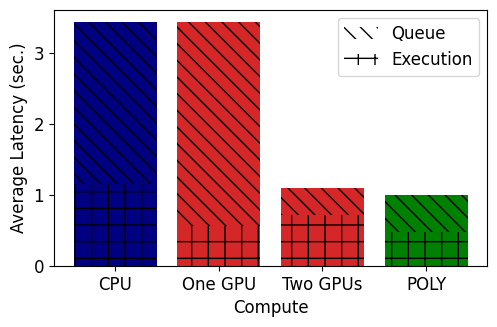 Average Latency (sec.)
3
2
1
0
Queue
Execution
CPU
One GPU
Two GPUs
POLY
Compute